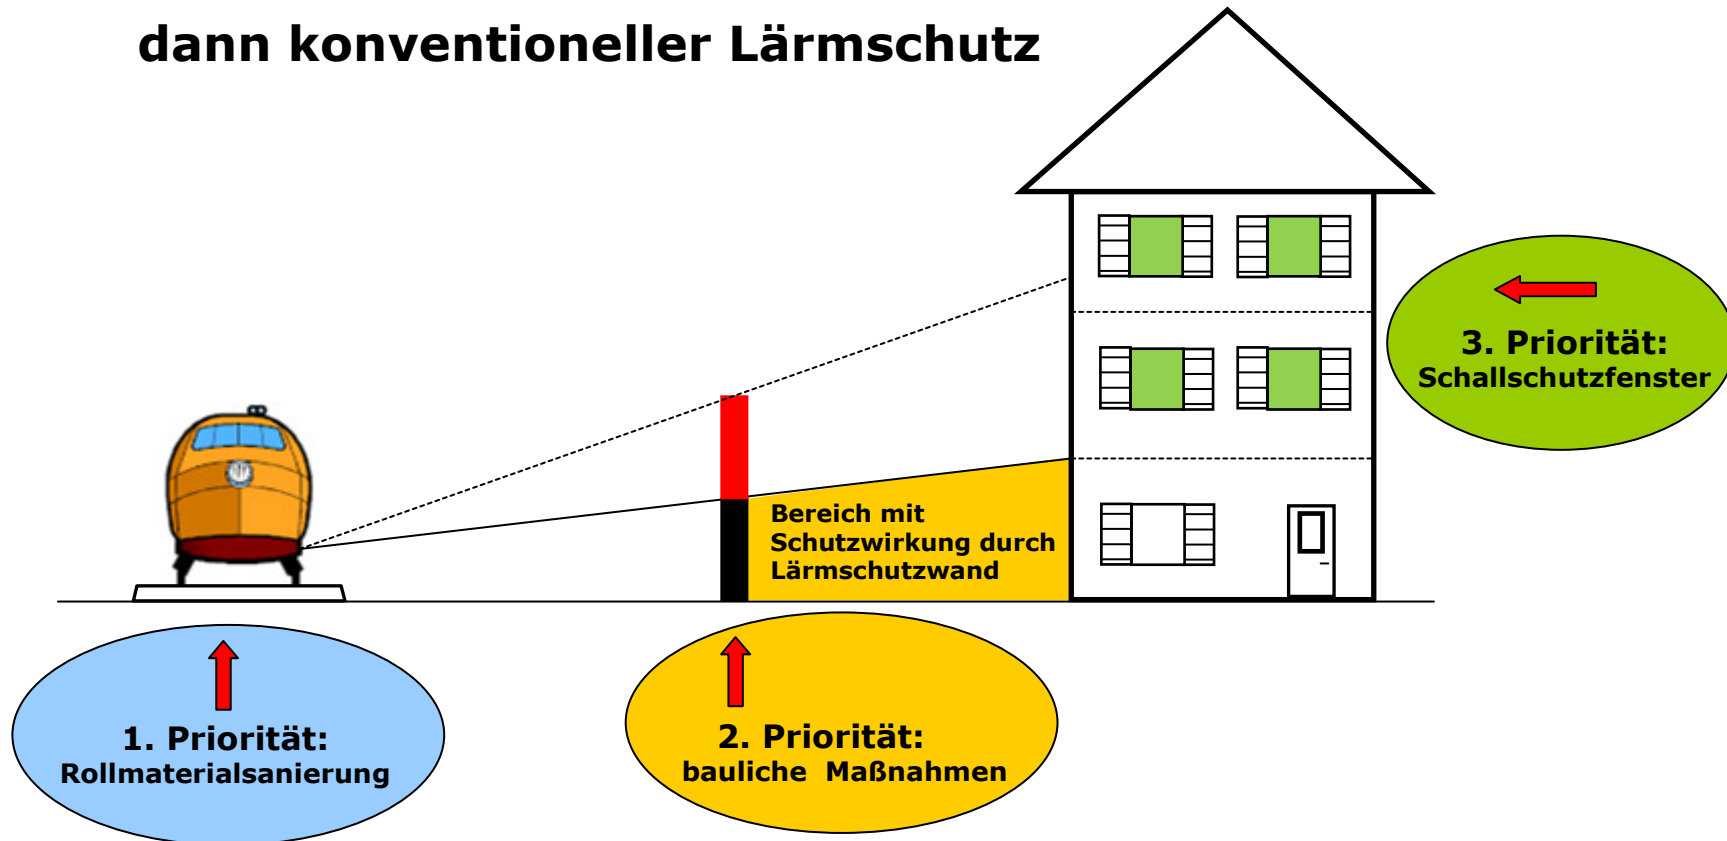 dann konventioneller Lärmschutz
3. Priorität:
Schallschutzfenster
Bereich mit
Schutzwirkung durch
Lärmschutzwand
1. Priorität:
Rollmaterialsanierung
2. Priorität:
bauliche Maßnahmen